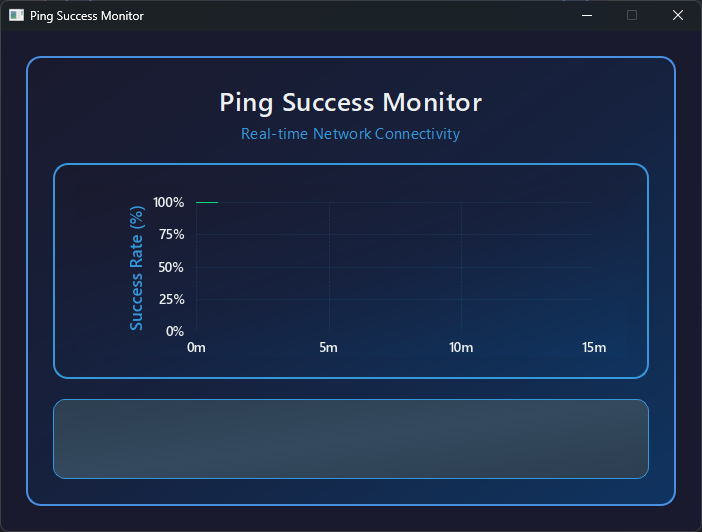 Ping Success Monitor
Ping Success Monitor
Real-time Network Connectivity
Success Rate (%)
100%
75%
50%
25%
0%
0m 5m 10m 15m